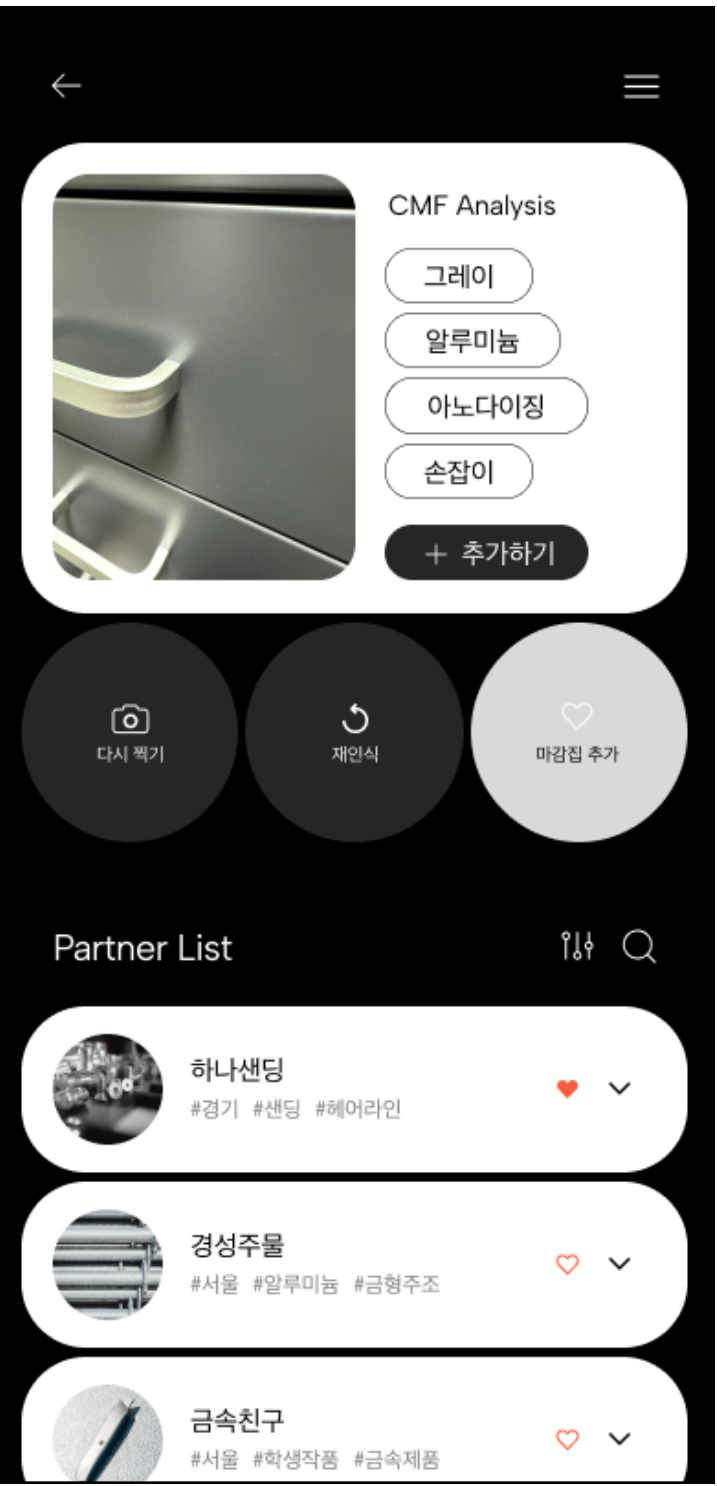 CMF Analysis
그레이
알루미늄
아노다이징
손잡이
+ 추가하기
다시 찍기
재인식
마감집 추가
Partner List
하나샌딩
#경기 #샌딩 #헤어라인
경성주물
#서울 #알루미늄 #금형주조
금속친구
#서울 #학생작품 #금속제품